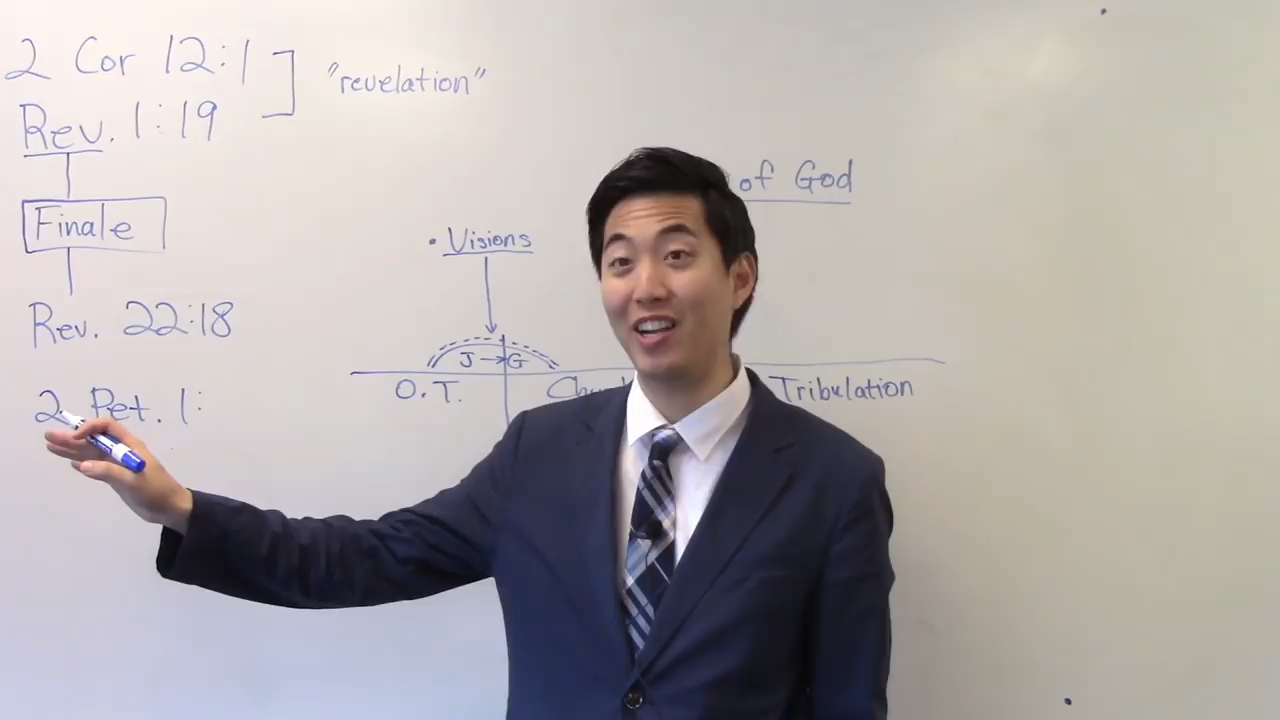 2 Cor 12:1
"revelation"
Rev. 1:19
Finale
Rev. 22:18
2 Pet. 1:
of God
• Visions
J → G
O.T.
Tribulation